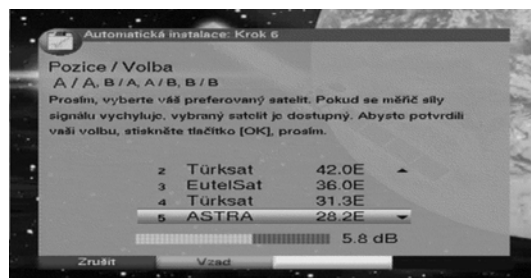 Automatická instalace: Krok 6
Pozice / Volba
A / A, B / A, A / B, B / B
Prosím, vyberte váš preferovaný satelit. Pokud se měřič síly
signálu vychyluje, vybraný satelit je dostupný. Abyste potvrdili
vaši volbu, stiskněte tlačítko [OK], prosím.
2 Türksat 42.0E
3 EutelSat 36.0E
4 Türksat 31.3E
5 ASTRA 28.2E
5.8 dB
Zrušit Vzad